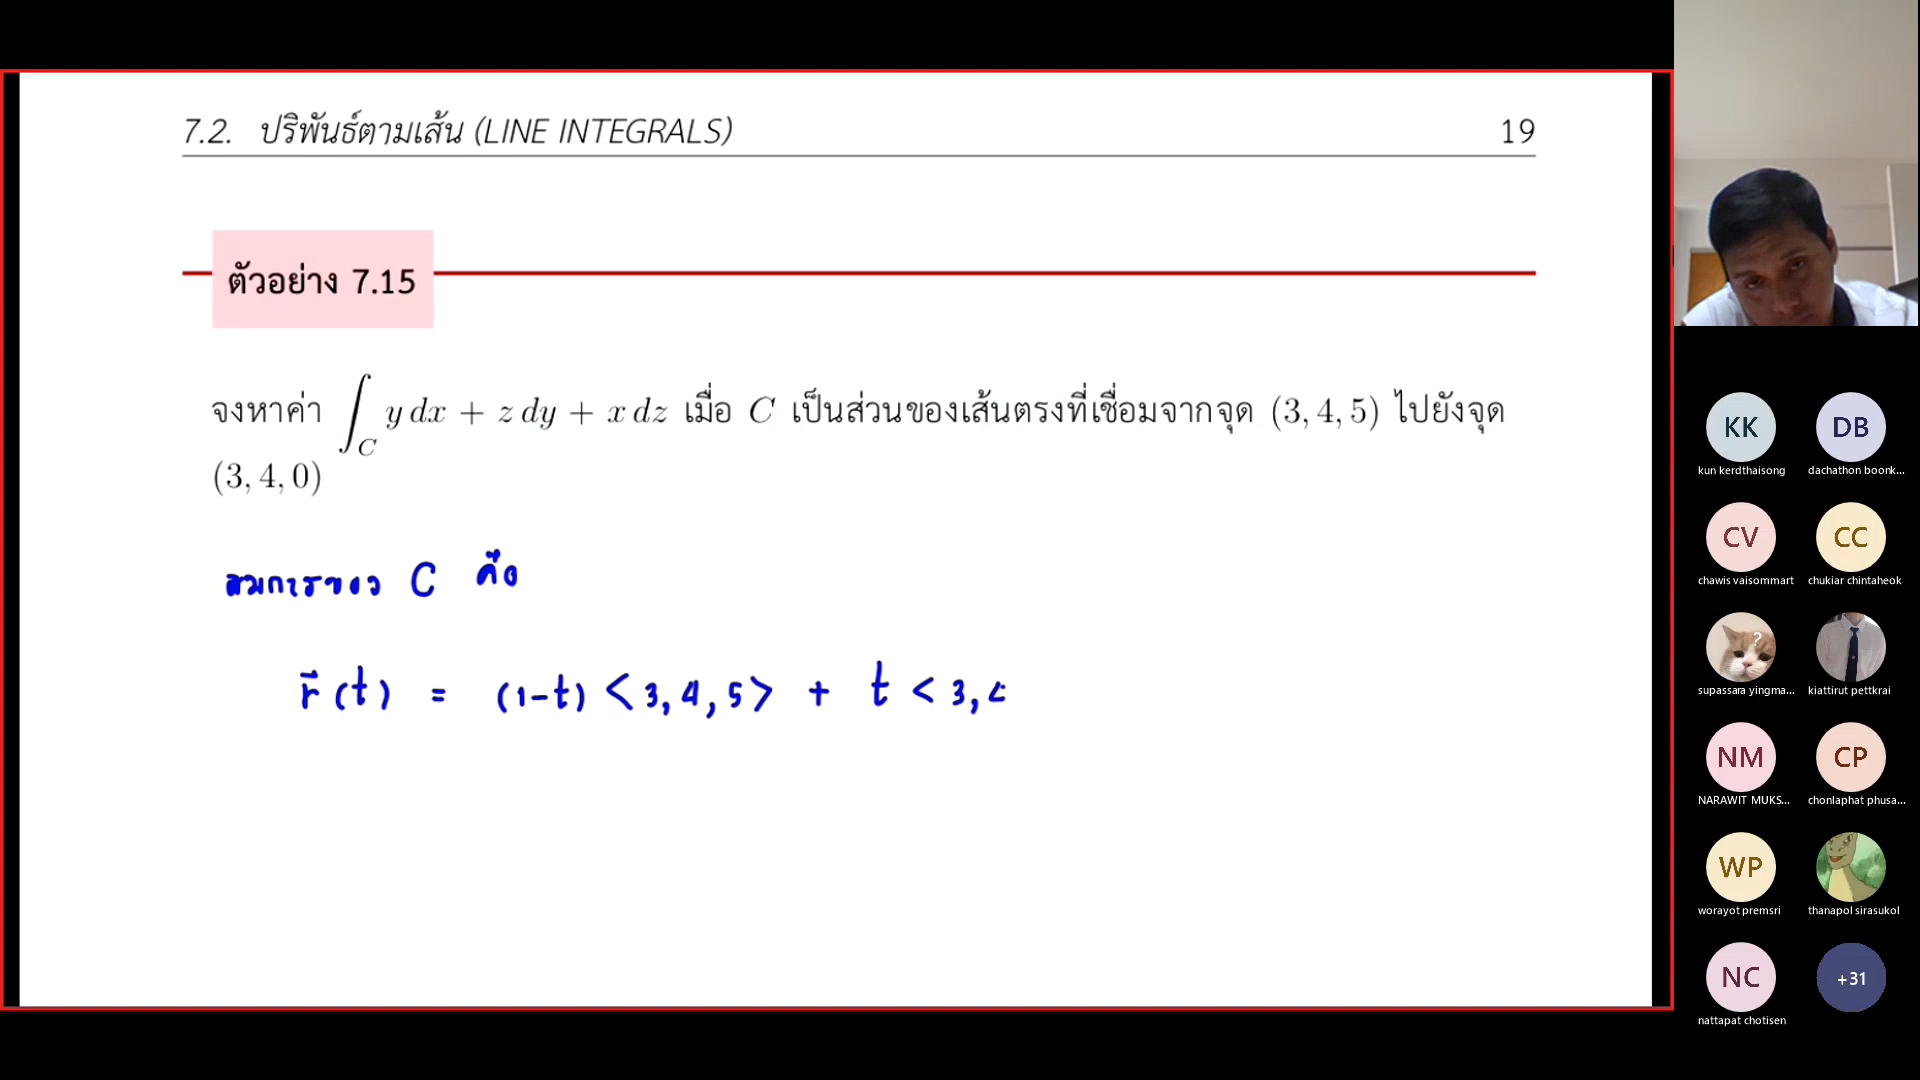 7.2. ปริพันธ์ตามเส้น (LINE INTEGRALS) 19
ตัวอย่าง 7.15
จงหาค่า ∫_C y dx + z dy + x dz เมื่อ C เป็นส่วนของเส้นตรงที่เชื่อมจากจุด (3, 4, 5) ไปยังจุด
(3, 4, 0)
สมการของ C คือ
r⃗(t) = (1-t) <3, 4, 5> + t <3,
KK
DB
kun kerdthaisong
dachathon boonk...
CV
CC
chawis vaisommart
chukiar chintaheok
?
supassara yingma...
kiattirut pettkrai
NM
CP
NARAWIT MUKS...
chonlaphat phusa...
WP
worayot premsri
thanapol sirasukol
NC
+31
nattapat chotisen